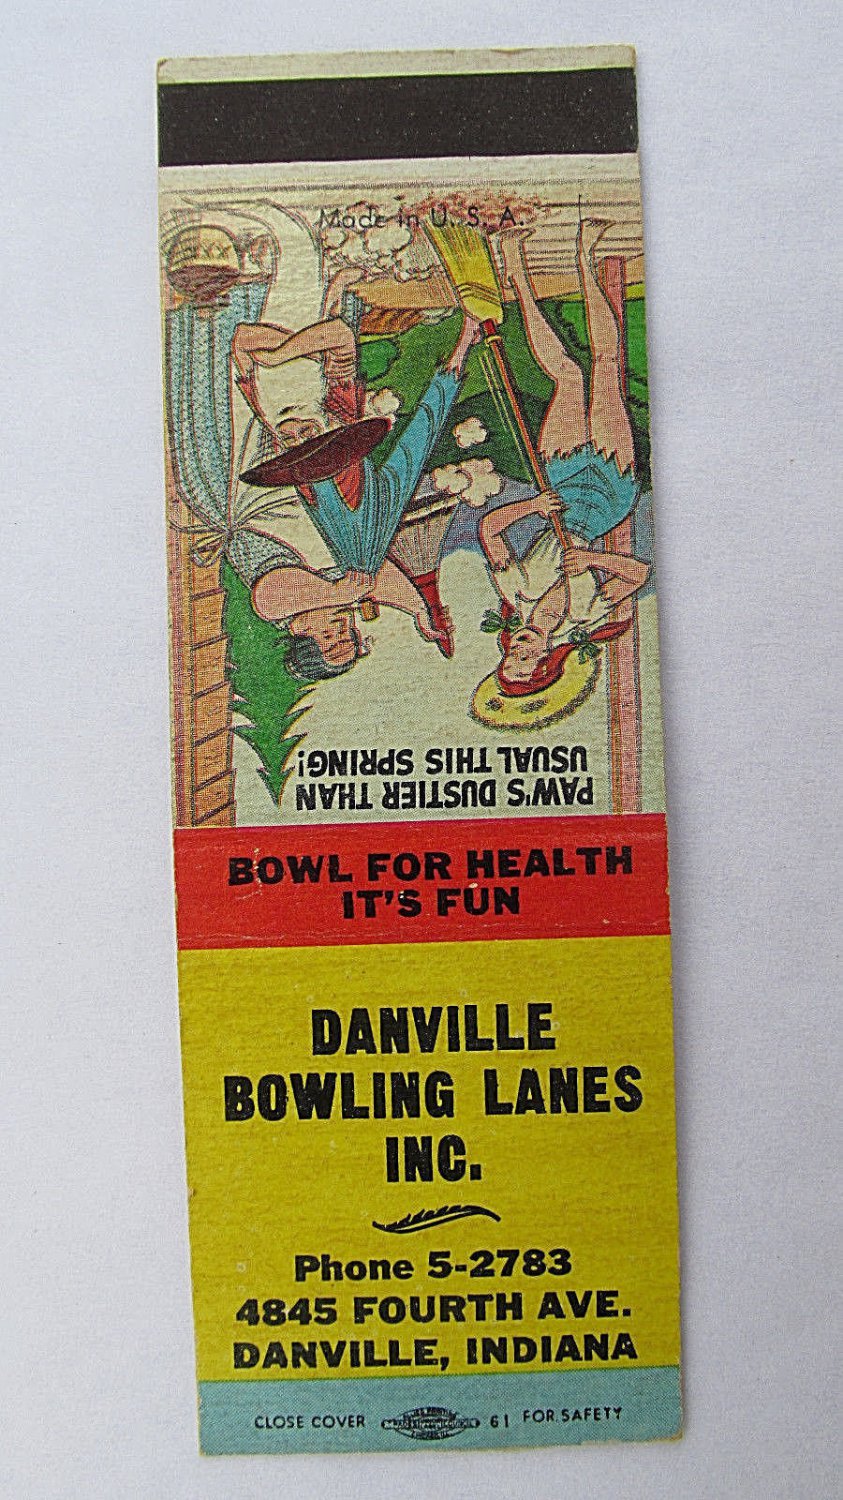 Made in U. S. A.
XXX
PAW'S DUSTIER THAN
USUAL THIS SPRING!
BOWL FOR HEALTH
IT'S FUN
DANVILLE
BOWLING LANES
INC.
Phone 5-2783
4845 FOURTH AVE.
DANVILLE, INDIANA
CLOSE COVER 61 FOR SAFETY